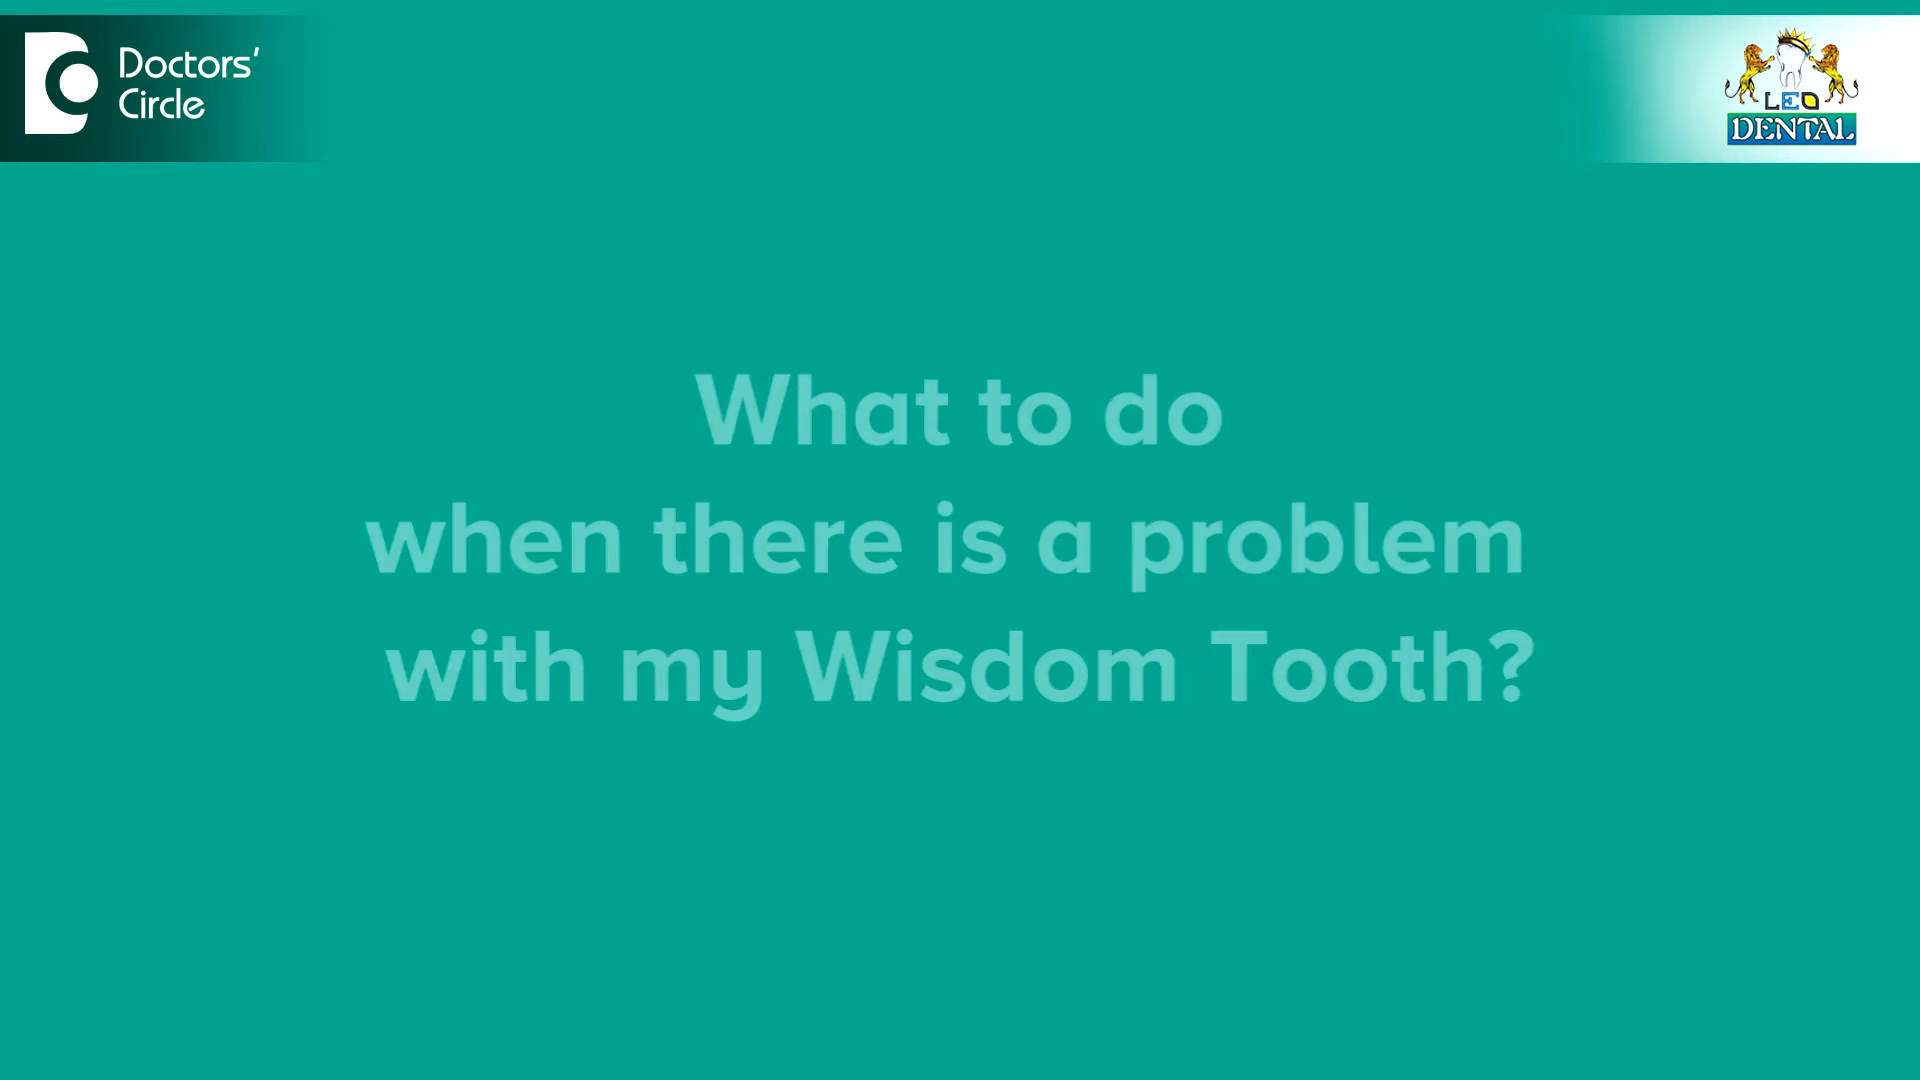 Doctors'
Circle
LEO
DENTAL
What to do
when there is a problem
with my Wisdom Tooth?